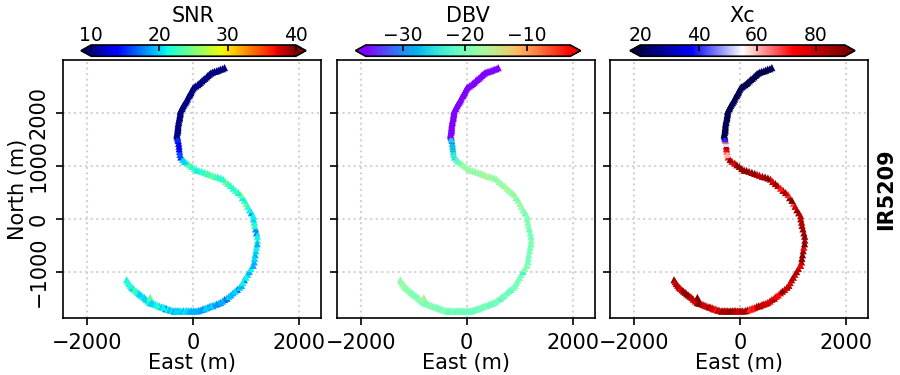 SNR DBV Xc
10 20 30 40 −30 −20 −10 20 40 60 80
2000
1000
0
−1000
North (m)
IR5209
−2000 0 2000 −2000 0 2000 −2000 0 2000
East (m) East (m) East (m)